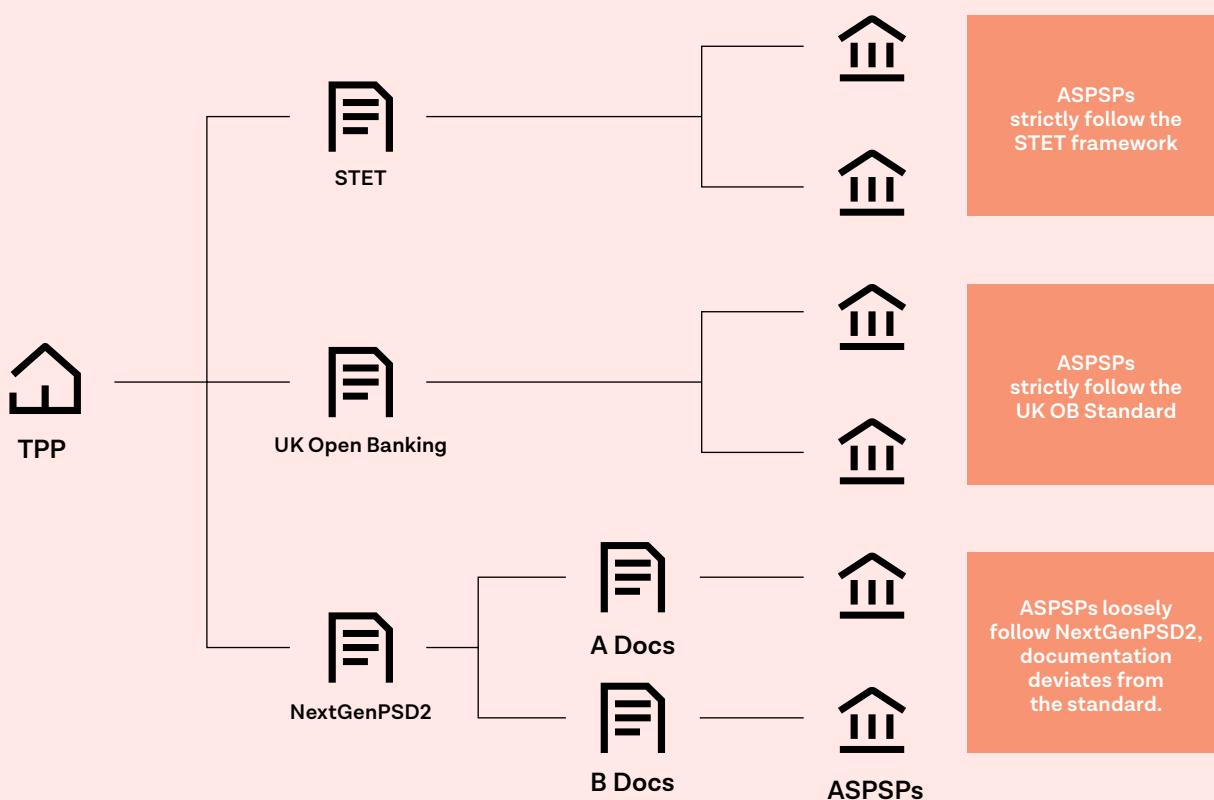 ASPSPs
strictly follow the
STET framework
STET
TPP
UK Open Banking
ASPSPs
strictly follow the
UK OB Standard
NextGenPSD2
A Docs
B Docs
ASPSPs
ASPSPs loosely
follow NextGenPSD2,
documentation
deviates from
the standard.